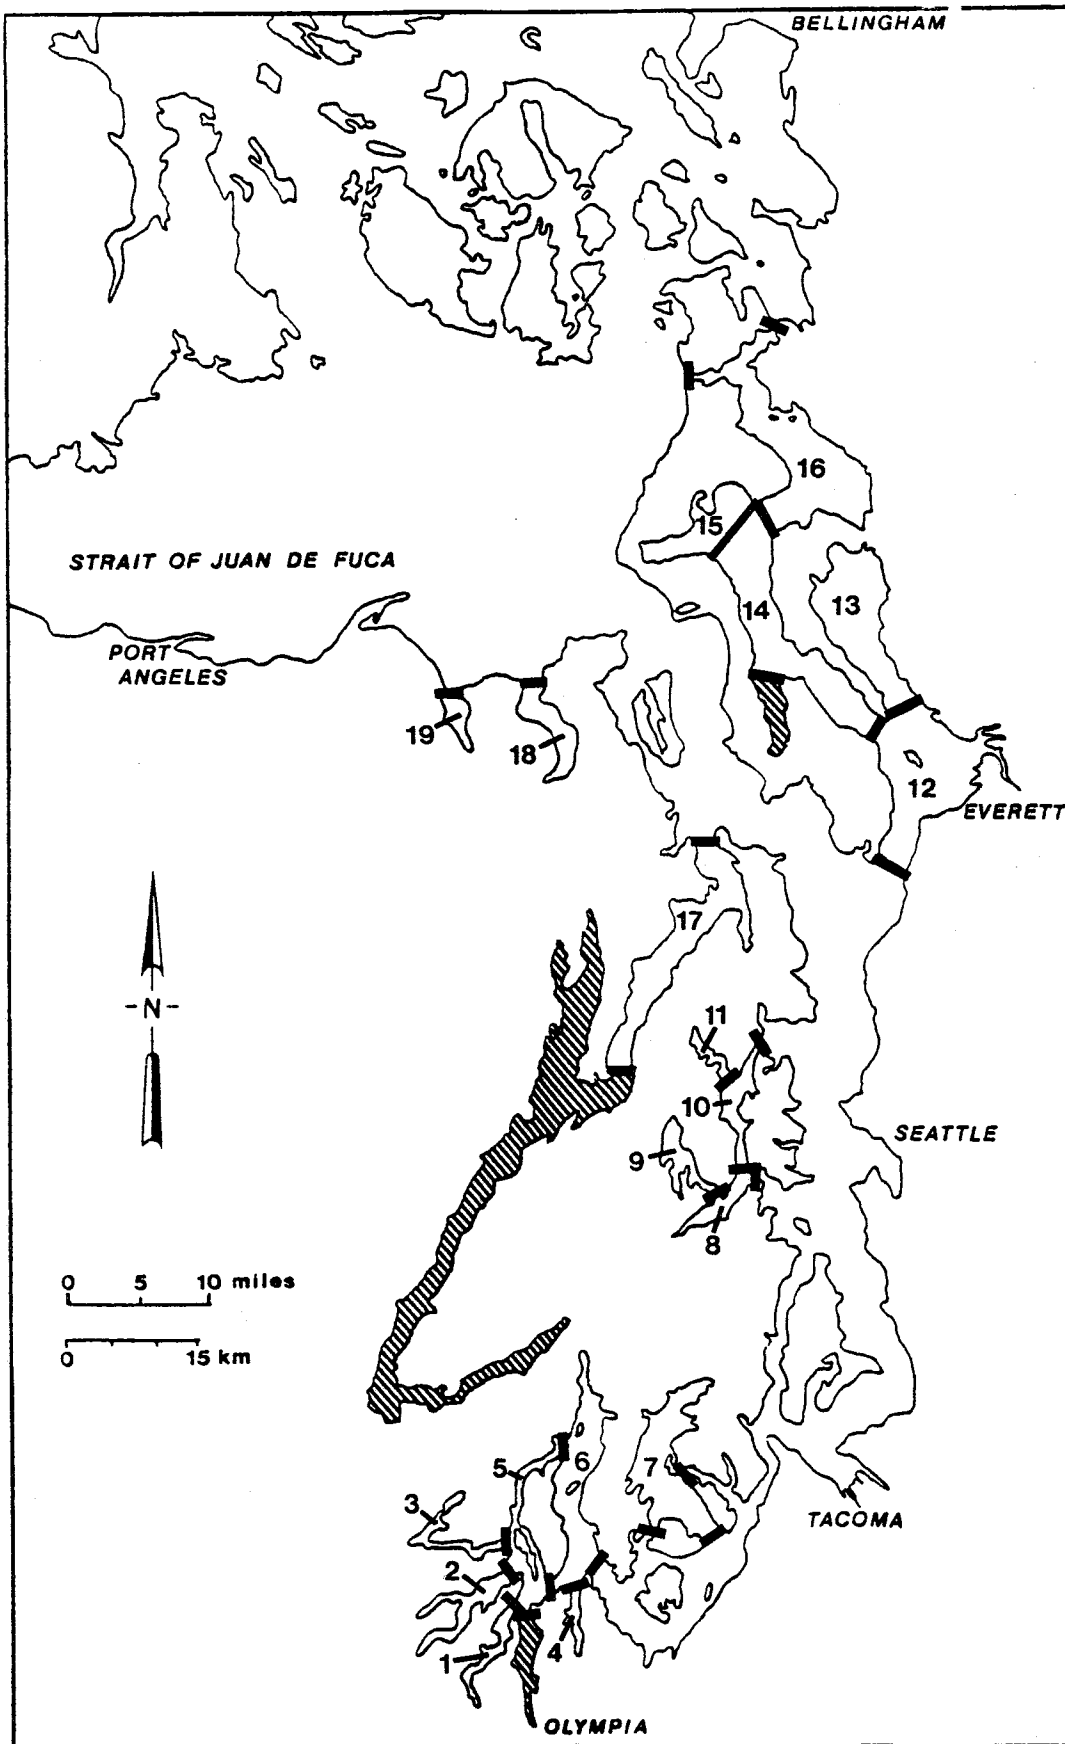 BELLINGHAM
16
15
STRAIT OF JUAN DE FUCA
14
13
PORT
ANGELES
19
18
12
EVERETT
17
-N-
11
10
SEATTLE
9
8
0 5 10 miles
0 15 km
6
5
7
3
TACOMA
2
4
1
OLYMPIA